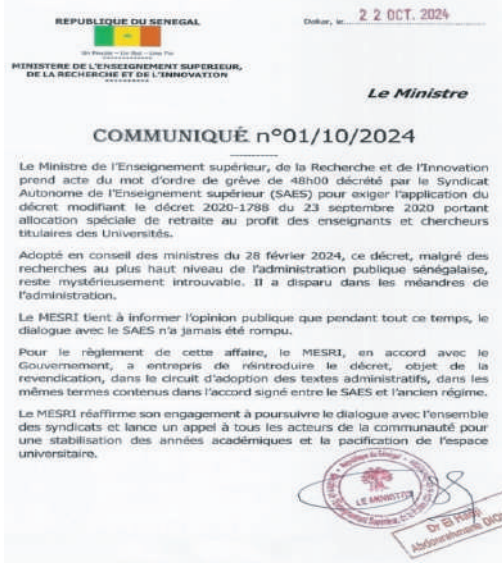 REPUBLIQUE DU SENEGAL
Dakar, le 22 OCT. 2024
Un Peuple – Un But – Une Foi
MINISTERE DE L'ENSEIGNEMENT SUPERIEUR,
DE LA RECHERCHE ET DE L'INNOVATION
Le Ministre
COMMUNIQUÉ n°01/10/2024
Le Ministre de l'Enseignement supérieur, de la Recherche et de l'Innovation
prend acte du mot d'ordre de grêve de 48h00 décrété par le Syndicat
Autonome de l'Enseignement supérieur (SAES) pour exiger l'application du
décret modifiant le décret 2020-1788 du 23 septembre 2020 portant
allocation spéciale de retraite au profit des enseignants et chercheurs
titulaires des Universités.
Adopté en conseil des ministres du 28 février 2024, ce décret, malgré des
recherches au plus haut niveau de l'administration publique sénégalaise,
reste mystérieusement introuvable. Il a disparu dans les méandres de
l'administration.
Le MESRI tient à informer l'opinion publique que pendant tout ce temps, le
dialogue avec le SAES n'a jamais été rompu.
Pour le règlement de cette affaire, le MESRI, en accord avec le
Gouvernement, a entrepris de réintroduire le décret, objet de la
revendication, dans le circuit d'adoption des textes administratifs, dans les
mêmes termes contenus dans l'accord signé entre le SAES et l'ancien régime.
Le MESRI réaffirme son engagement à poursuivre le dialogue avec l'ensemble
des syndicats et lance un appel à tous les acteurs de la communauté pour
une stabilisation des années académiques et la pacification de l'espace
universitaire.
LE MINISTRE
Dr El Hadji
Abdourahmane